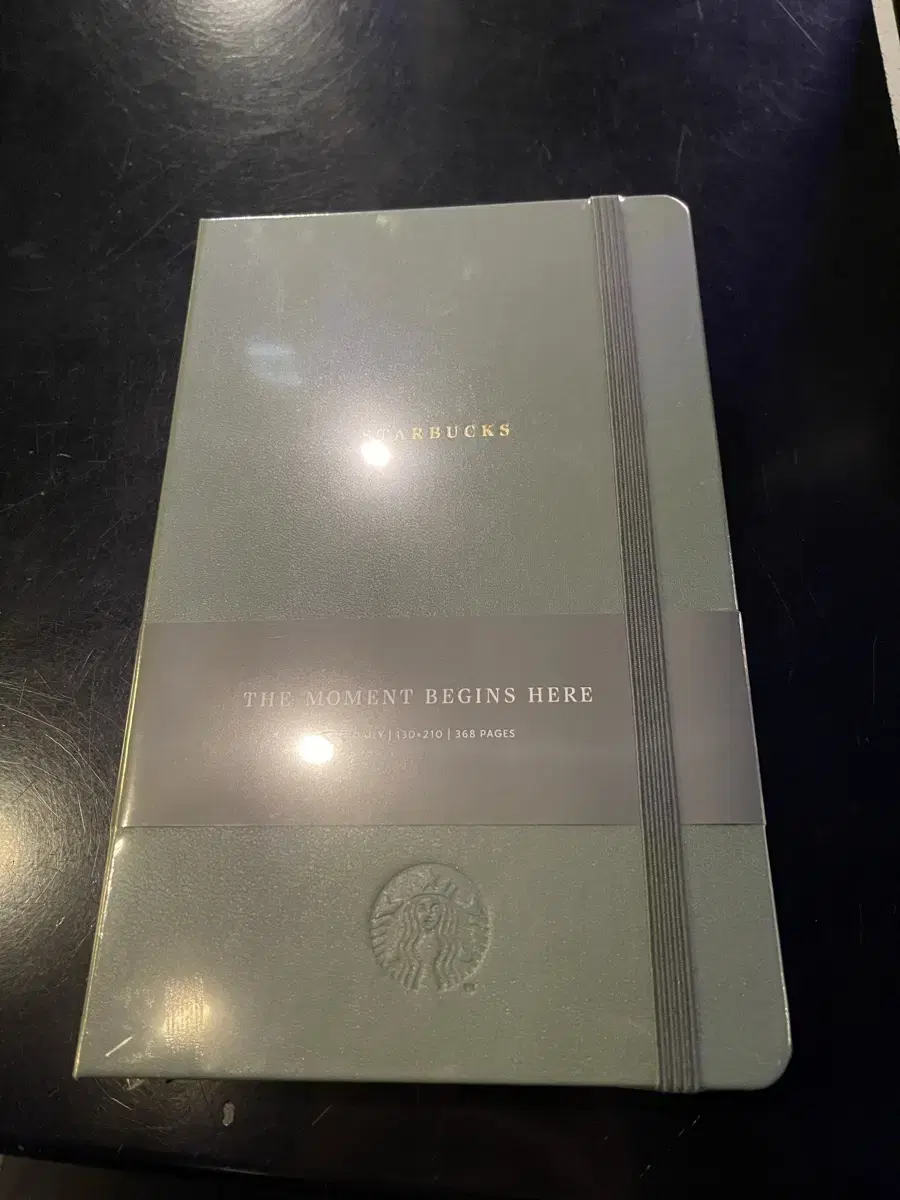 STARBUCKS
THE MOMENT BEGINS HERE
| 130×210 | 368 PAGES